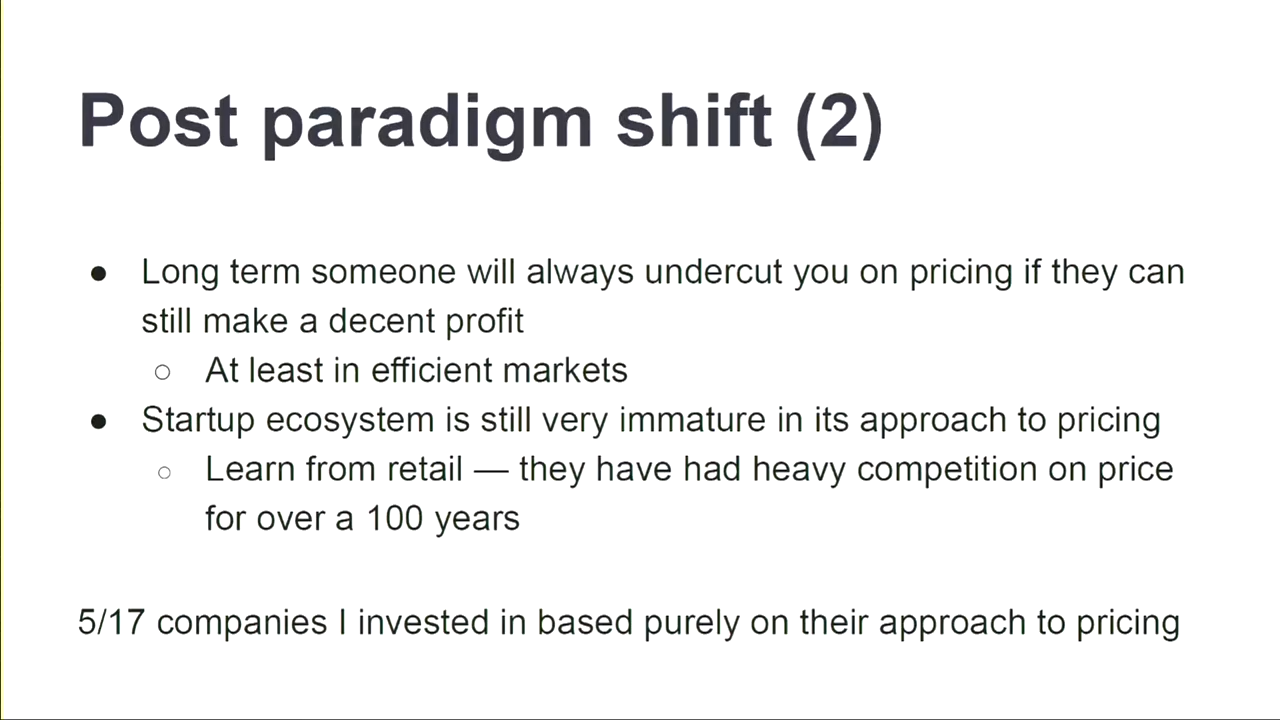 Post paradigm shift (2)
● Long term someone will always undercut you on pricing if they can
still make a decent profit
○ At least in efficient markets
● Startup ecosystem is still very immature in its approach to pricing
○ Learn from retail — they have had heavy competition on price
for over a 100 years
5/17 companies I invested in based purely on their approach to pricing